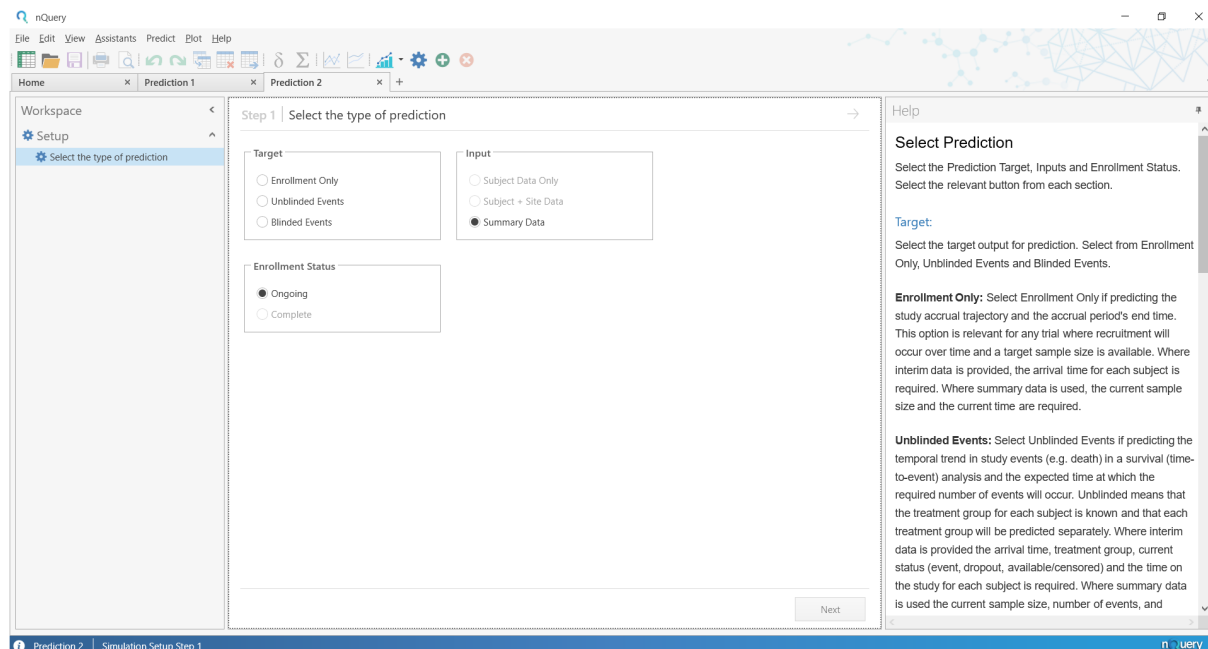 nQuery
File Edit View Assistants Predict Plot Help
Home × Prediction 1 × Prediction 2 × +
Workspace
Setup
Select the type of prediction
Step 1 | Select the type of prediction
Target
Enrollment Only
Unblinded Events
Blinded Events
Input
Subject Data Only
Subject + Site Data
Summary Data
Enrollment Status
Ongoing
Complete
Next
Help
Select Prediction
Select the Prediction Target, Inputs and Enrollment Status.
Select the relevant button from each section.
Target:
Select the target output for prediction. Select from Enrollment
Only, Unblinded Events and Blinded Events.
Enrollment Only: Select Enrollment Only if predicting the
study accrual trajectory and the accrual period's end time.
This option is relevant for any trial where recruitment will
occur over time and a target sample size is available. Where
interim data is provided, the arrival time for each subject is
required. Where summary data is used, the current sample
size and the current time are required.
Unblinded Events: Select Unblinded Events if predicting the
temporal trend in study events (e.g. death) in a survival (time-
to-event) analysis and the expected time at which the
required number of events will occur. Unblinded means that
the treatment group for each subject is known and that each
treatment group will be predicted separately. Where interim
data is provided the arrival time, treatment group, current
status (event, dropout, available/censored) and the time on
the study for each subject is required. Where summary data
is used the current sample size, number of events, and
Prediction 2 | Simulation Setup Step 1
nQuery